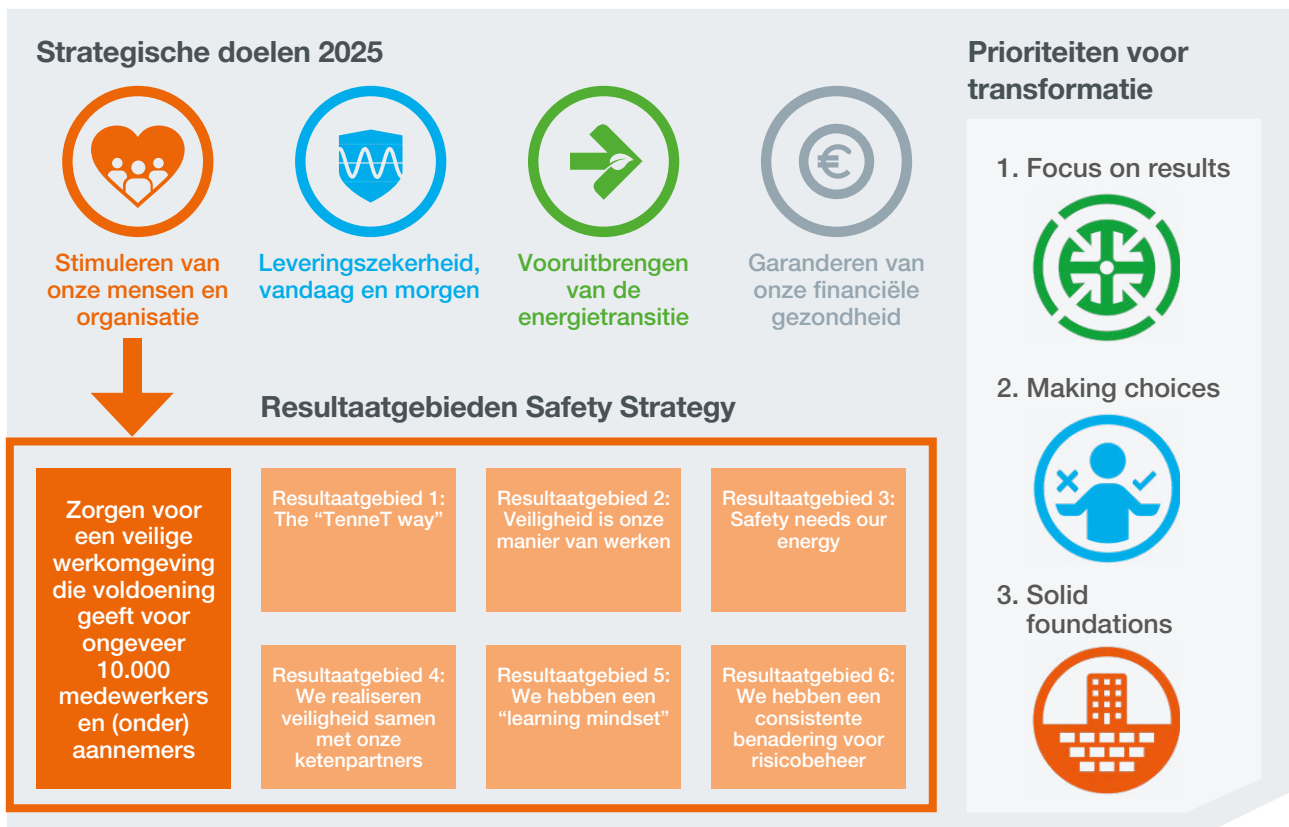 Strategische doelen 2025
Stimuleren van
onze mensen en
organisatie
Leveringszekerheid,
vandaag en morgen
Vooruitbrengen
van de
energietransitie
€
Garanderen van
onze financiële
gezondheid
Resultaatgebieden Safety Strategy
Zorgen voor
een veilige
werkomgeving
die voldoening
geeft voor
ongeveer
10.000
medewerkers
en (onder)
aannemers
Resultaatgebied 1:
The “TenneT way”
Resultaatgebied 2:
Veiligheid is onze
manier van werken
Resultaatgebied 3:
Safety needs our
energy
Resultaatgebied 4:
We realiseren
veiligheid samen
met onze
ketenpartners
Resultaatgebied 5:
We hebben een
“learning mindset”
Resultaatgebied 6:
We hebben een
consistente
benadering voor
risicobeheer
Prioriteiten voor
transformatie
1. Focus on results
2. Making choices
3. Solid
foundations